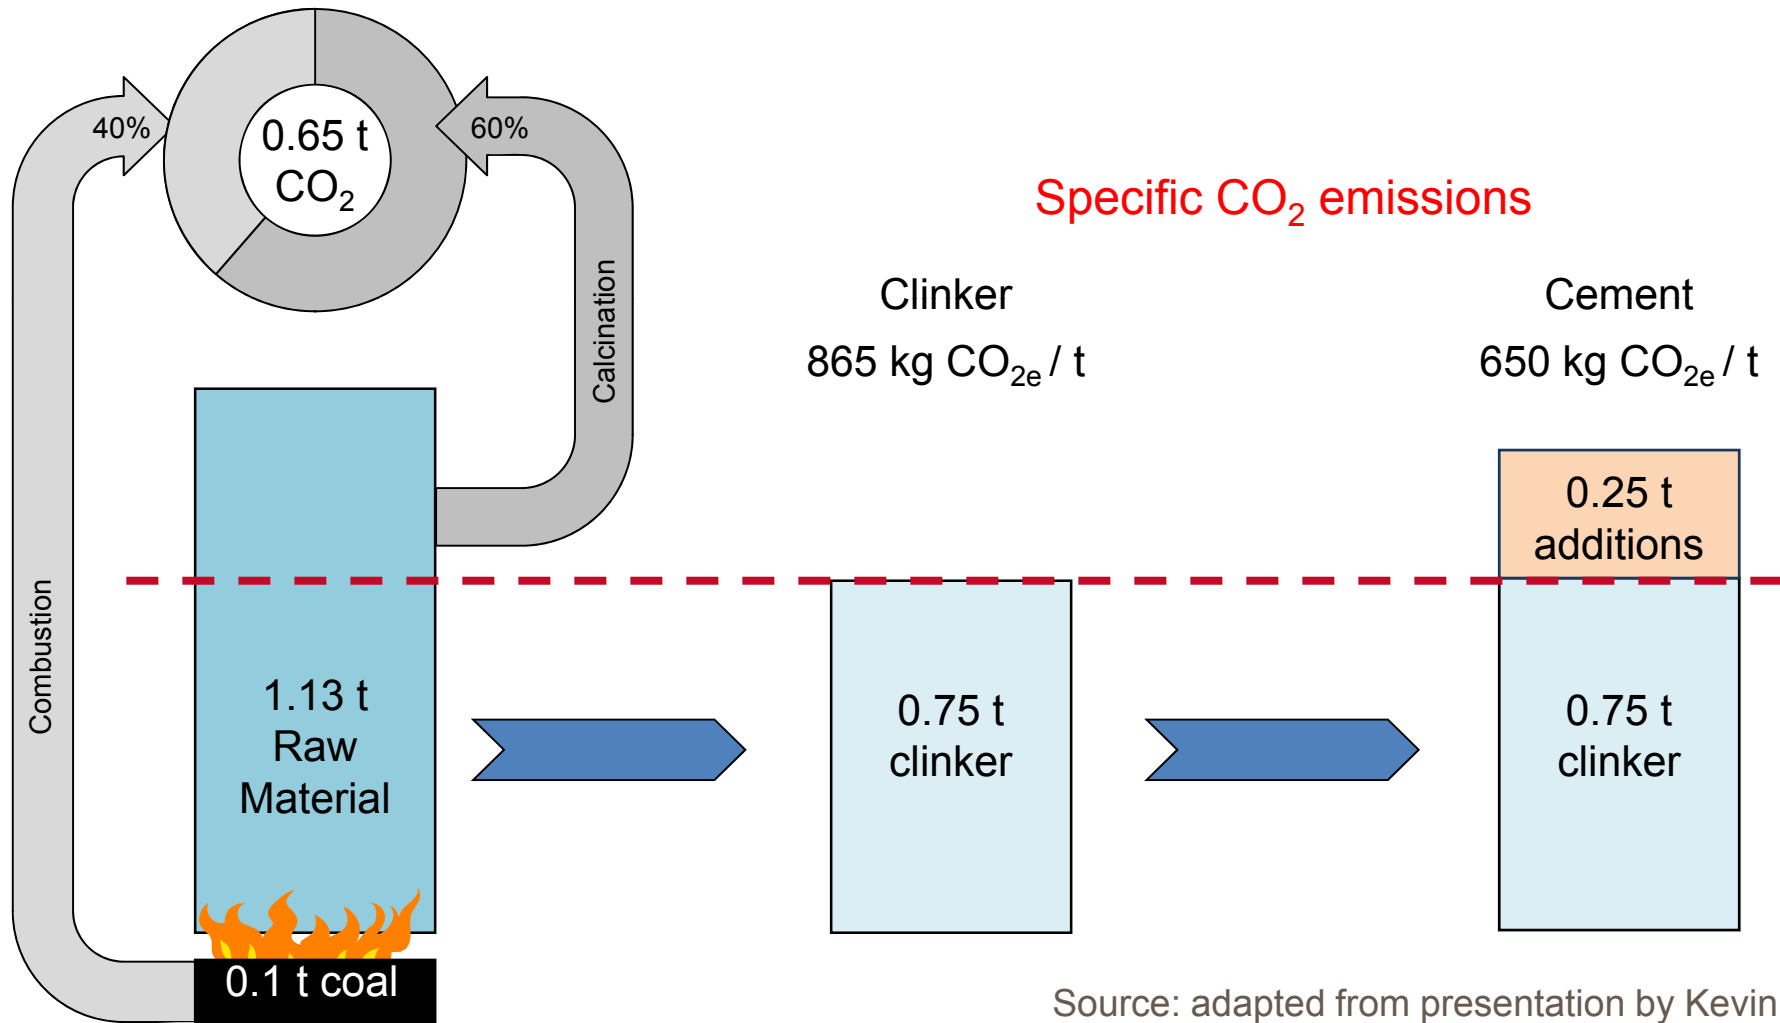 40%
0.65 t
CO₂
60%
Specific CO₂ emissions
Calcination
Clinker
865 kg CO₂ₑ / t
Cement
650 kg CO₂ₑ / t
0.25 t
additions
Combustion
1.13 t
Raw
Material
0.75 t
clinker
0.75 t
clinker
0.1 t coal
Source: adapted from presentation by Kevin